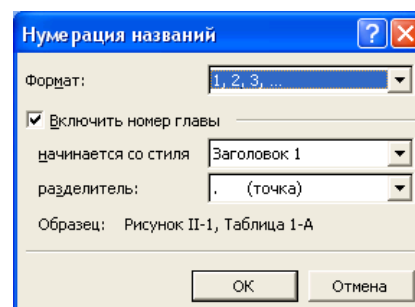 Нумерация названий
Формат: 1, 2, 3, ...
Включить номер главы
начинается со стиля Заголовок 1
разделитель: . (точка)
Образец: Рисунок II-1, Таблица 1-A
ОК Отмена